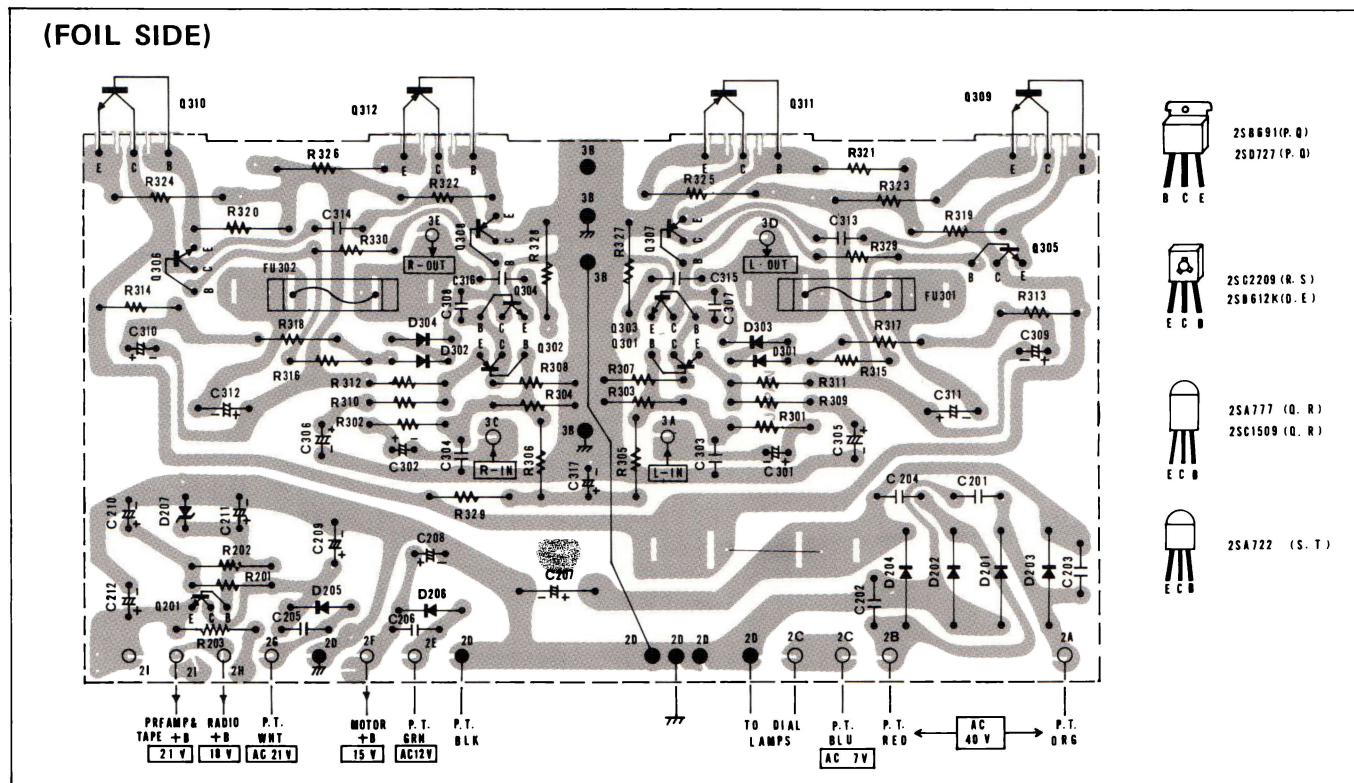 (FOIL SIDE)
Q310
Q312
Q311
Q309
E C B
E C B
E C B
E C B
3B
R326
R321
R324
R322
3B
R325
R323
R320
C314
3E
Q308
E
C
B
R328
R327
Q307
E
C
B
3D
C313
R319
R330
R329
Q306
E
C
B
R-OUT
3B
L-OUT
B C E
Q305
FU302
C316
C315
FU301
R314
C308
Q304
C307
R313
C310
R318
D304
B C E
Q303
E C B
D303
R317
C309
D302
E C B
Q302
Q301
B C E
D301
R316
R308
R307
R315
R312
R311
C312
R310
R304
R303
R309
C311
R302
R301
C306
C302
C304
3C
3B
3A
C303
C301
C305
R-IN
R306
C317
R305
L-IN
R329
C204
C201
C210
D207
C211
C209
C208
R202
R201
C207
D204
D202
D201
D203
C203
C212
Q201
E C B
D205
D206
C202
C205
C206
R203
2I
2I
2H
2G
2D
2F
2E
2D
2D
2D
2D
2D
2C
2C
2B
2A
PREAMP&
TAPE +B
21 V
RADIO
+B
18 V
P.T.
WHT
AC 21V
MOTOR
+B
15 V
P.T.
GRN
AC12V
P.T.
BLK
TO DIAL
LAMPS
P.T.
BLU
AC 7V
P.T.
RED
AC
40 V
P.T.
ORG
2SB691(P.Q)
2SD727(P.Q)
B C E
2SC2209(R.S)
2SD612K(D.E)
E C B
2SA777 (Q.R)
2SC1509(Q.R)
E C B
2SA722 (S.T)
E C B